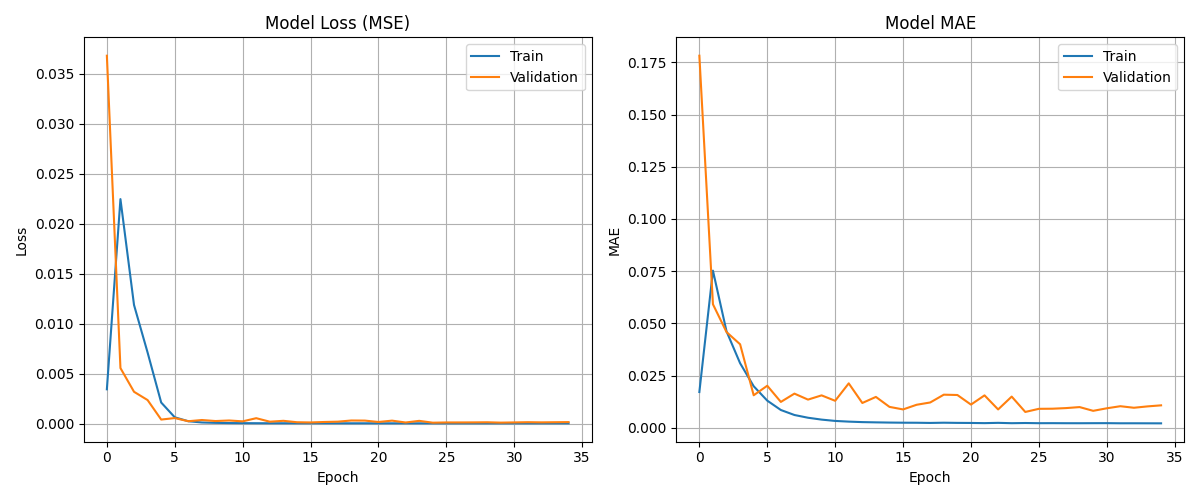 Model Loss (MSE)
Model MAE
Train
Validation
Train
Validation
Loss
0.035
0.030
0.025
0.020
0.015
0.010
0.005
0.000
0 5 10 15 20 25 30 35
Epoch
MAE
0.175
0.150
0.125
0.100
0.075
0.050
0.025
0.000
0 5 10 15 20 25 30 35
Epoch